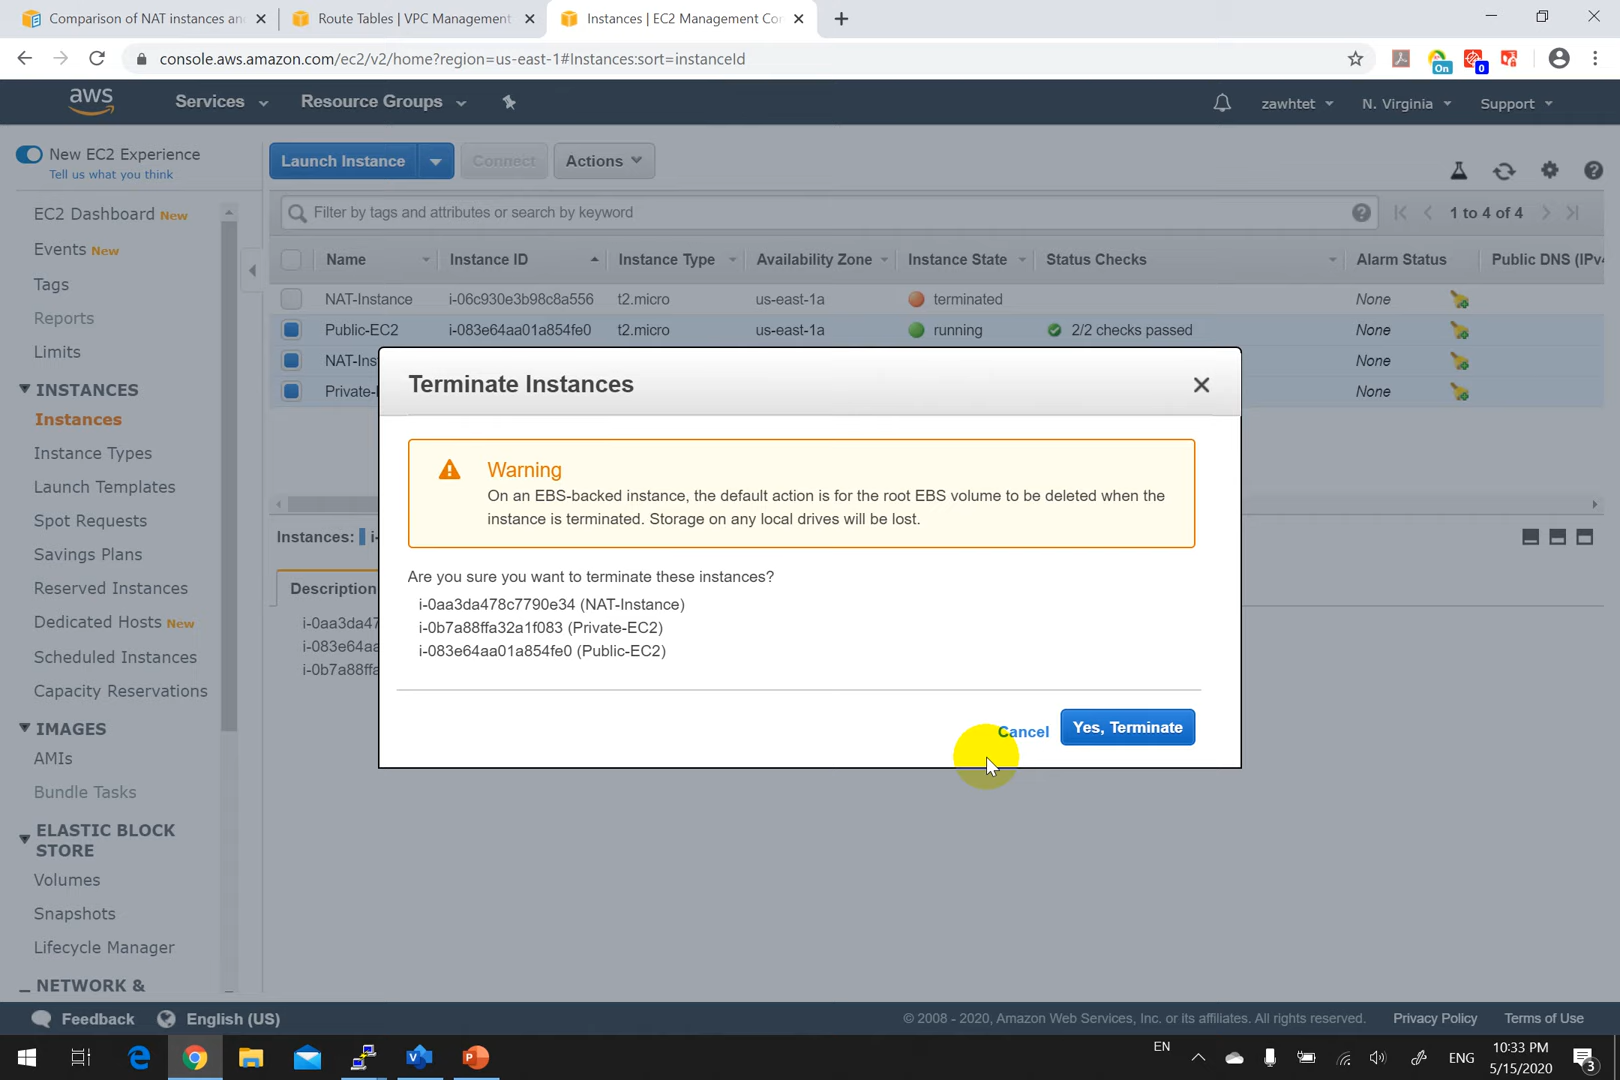 Comparison of NAT instances an
Route Tables | VPC Management
Instances | EC2 Management Co
console.aws.amazon.com/ec2/v2/home?region=us-east-1#Instances:sort=instanceId
On
0
aws
Services
Resource Groups
zawhtet
N. Virginia
Support
New EC2 Experience
Tell us what you think
Launch Instance
Connect
Actions
EC2 Dashboard New
Events New
Tags
Reports
Limits
INSTANCES
Instances
Instance Types
Launch Templates
Spot Requests
Savings Plans
Reserved Instances
Dedicated Hosts New
Scheduled Instances
Capacity Reservations
IMAGES
AMIs
Bundle Tasks
ELASTIC BLOCK
STORE
Volumes
Snapshots
Lifecycle Manager
NETWORK &
Filter by tags and attributes or search by keyword
1 to 4 of 4
Name Instance ID Instance Type Availability Zone Instance State Status Checks Alarm Status Public DNS (IPv4
NAT-Instance i-06c930e3b98c8a556 t2.micro us-east-1a terminated None
Public-EC2 i-083e64aa01a854fe0 t2.micro us-east-1a running 2/2 checks passed None
NAT-Ins None
Private- None
Instances: i-
Description
i-0aa3da47
i-083e64aa
i-0b7a88ffa
Terminate Instances
Warning
On an EBS-backed instance, the default action is for the root EBS volume to be deleted when the
instance is terminated. Storage on any local drives will be lost.
Are you sure you want to terminate these instances?
i-0aa3da478c7790e34 (NAT-Instance)
i-0b7a88ffa32a1f083 (Private-EC2)
i-083e64aa01a854fe0 (Public-EC2)
Cancel
Yes, Terminate
Feedback
English (US)
© 2008 - 2020, Amazon Web Services, Inc. or its affiliates. All rights reserved.
Privacy Policy
Terms of Use
EN
ENG
10:33 PM
5/15/2020
3